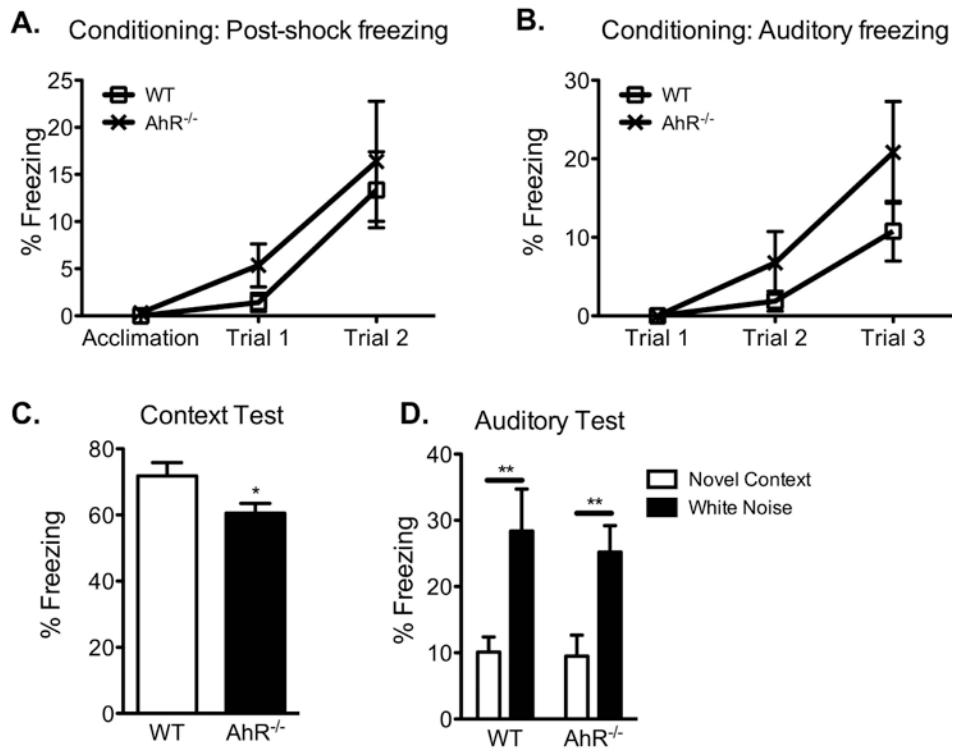 A. Conditioning: Post-shock freezing
25
20
15
10
5
0
% Freezing
WT
AhR-/-
Acclimation Trial 1 Trial 2
B. Conditioning: Auditory freezing
30
20
10
0
% Freezing
WT
AhR-/-
Trial 1 Trial 2 Trial 3
C. Context Test
80
60
40
20
0
% Freezing
*
WT AhR-/-
D. Auditory Test
40
30
20
10
0
% Freezing
** **
Novel Context
White Noise
WT AhR-/-